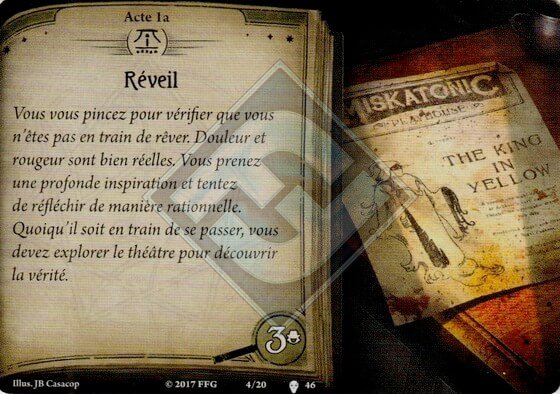 Acte 1a
Réveil
Vous vous pincez pour vérifier que vous
n'êtes pas en train de rêver. Douleur et
rougeur sont bien réelles. Vous prenez
une profonde inspiration et tentez
de réfléchir de manière rationnelle.
Quoiqu'il soit en train de se passer, vous
devez explorer le théâtre pour découvrir
la vérité.
3
MISKATONIC
PLAYHOUSE
THE KING
IN
YELLOW
Illus. JB Casacop
© 2017 FFG
4/20
46